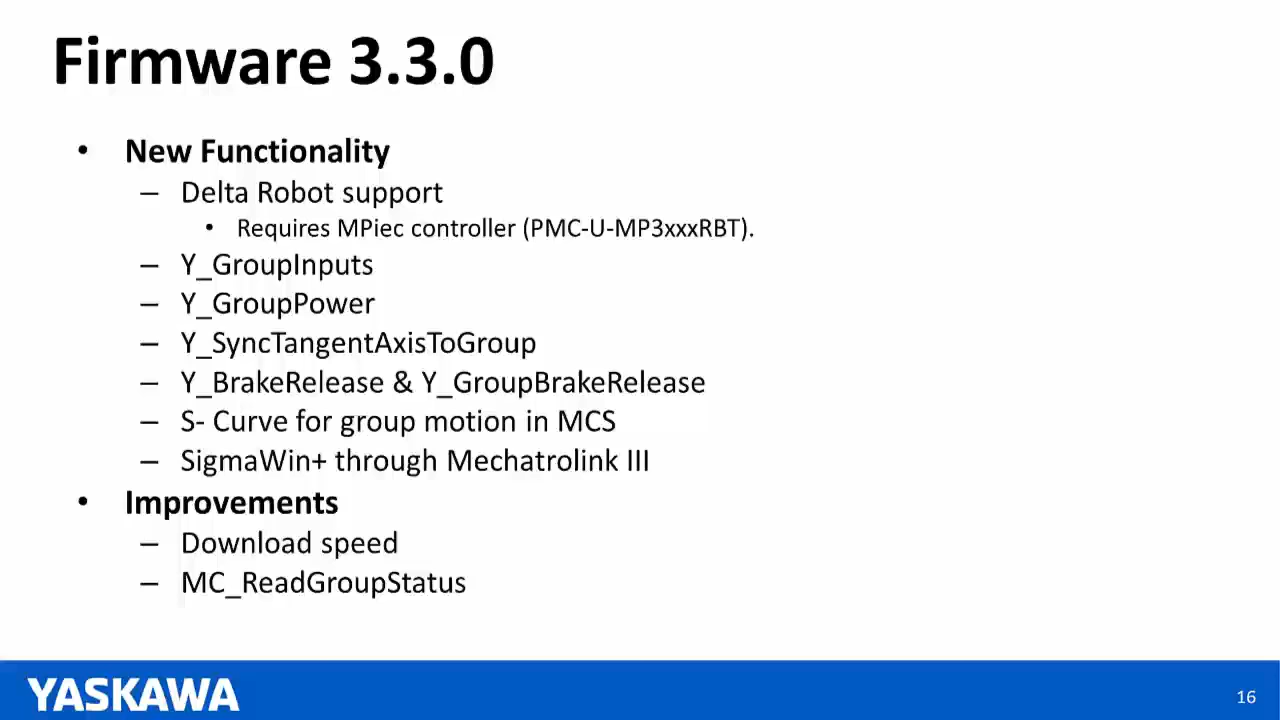 Firmware 3.3.0
• New Functionality
– Delta Robot support
• Requires MPiec controller (PMC-U-MP3xxxRBT).
– Y_GroupInputs
– Y_GroupPower
– Y_SyncTangentAxisToGroup
– Y_BrakeRelease & Y_GroupBrakeRelease
– S- Curve for group motion in MCS
– SigmaWin+ through Mechatrolink III
• Improvements
– Download speed
– MC_ReadGroupStatus
YASKAWA
16